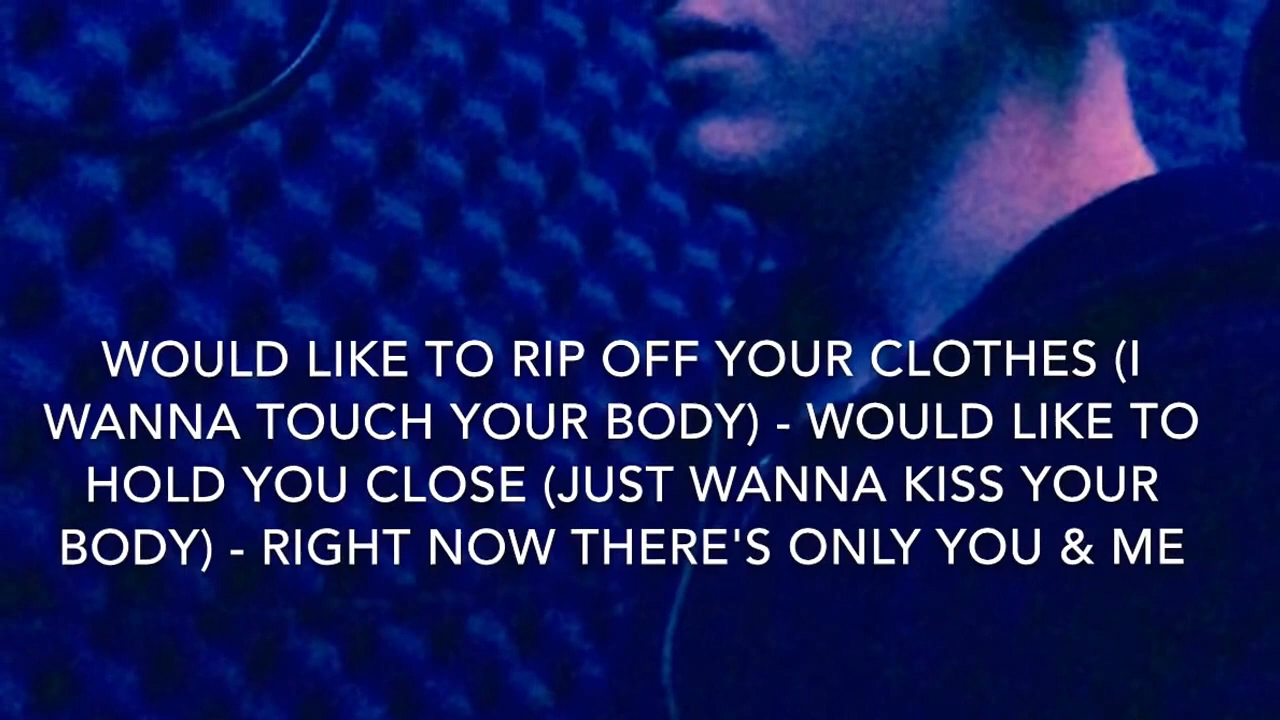 WOULD LIKE TO RIP OFF YOUR CLOTHES (I
WANNA TOUCH YOUR BODY) - WOULD LIKE TO
HOLD YOU CLOSE (JUST WANNA KISS YOUR
BODY) - RIGHT NOW THERE'S ONLY YOU & ME